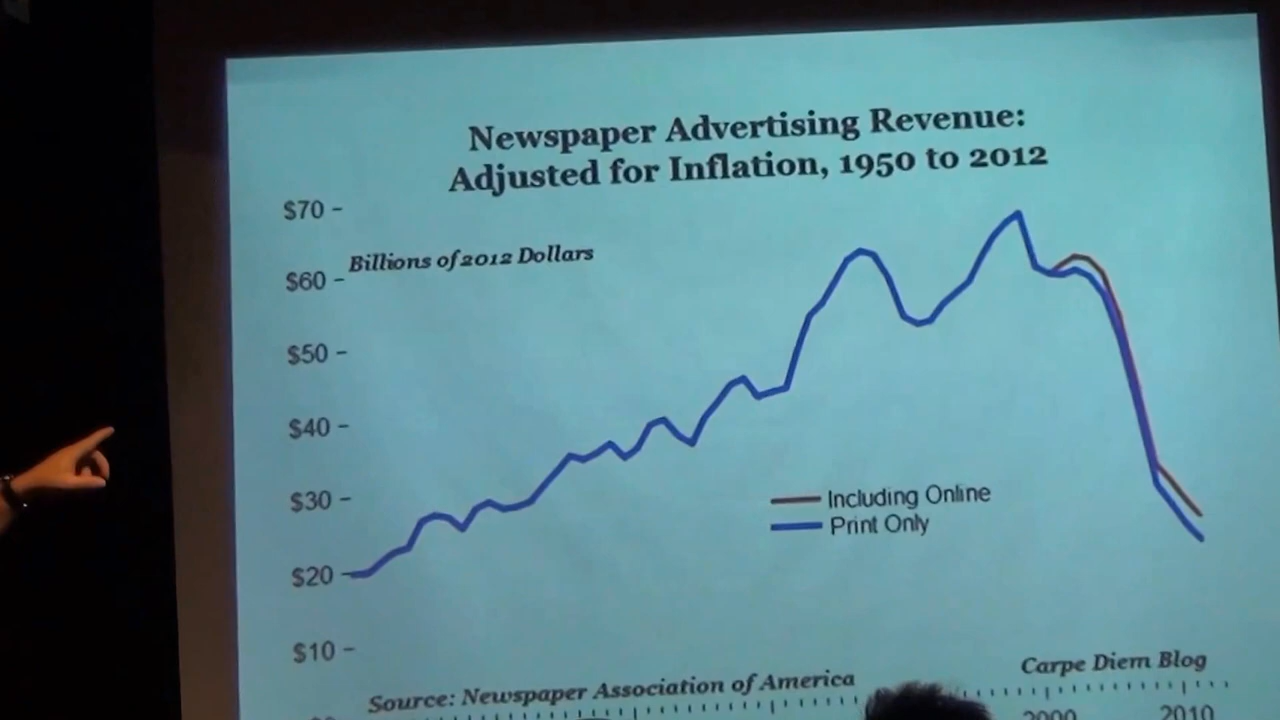 Newspaper Advertising Revenue:
Adjusted for Inflation, 1950 to 2012
$70
Billions of 2012 Dollars
$60
$50
$40
$30
Including Online
Print Only
$20
$10
Carpe Diem Blog
Source: Newspaper Association of America
2000
2010